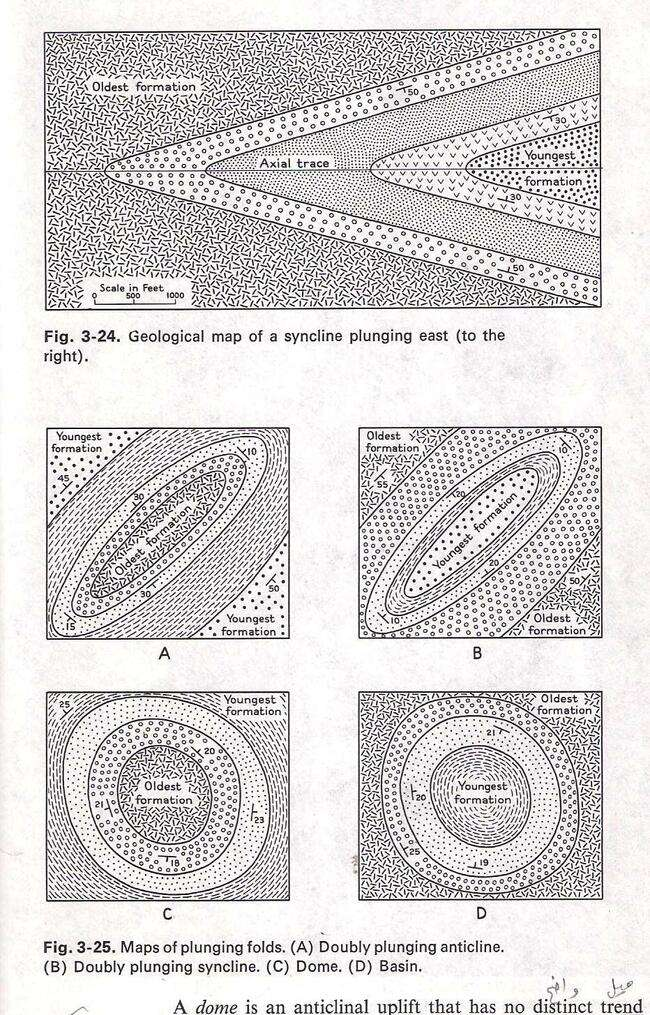 Oldest formation
50
30
Axial trace
Youngest
formation
30
50
Scale in Feet
0 500 1000
Fig. 3-24. Geological map of a syncline plunging east (to the
right).
Youngest
formation
45
10
30
Oldest formation
30
15
50
Youngest
formation
A
Oldest
formation
55
10
20
Youngest formation
20
10
50
Oldest
formation
B
25
Youngest
formation
20
Oldest
formation
21
23
18
C
Oldest
formation
21
Youngest
formation
20
25
19
D
Fig. 3-25. Maps of plunging folds. (A) Doubly plunging anticline.
(B) Doubly plunging syncline. (C) Dome. (D) Basin.
A dome is an anticlinal uplift that has no distinct trend